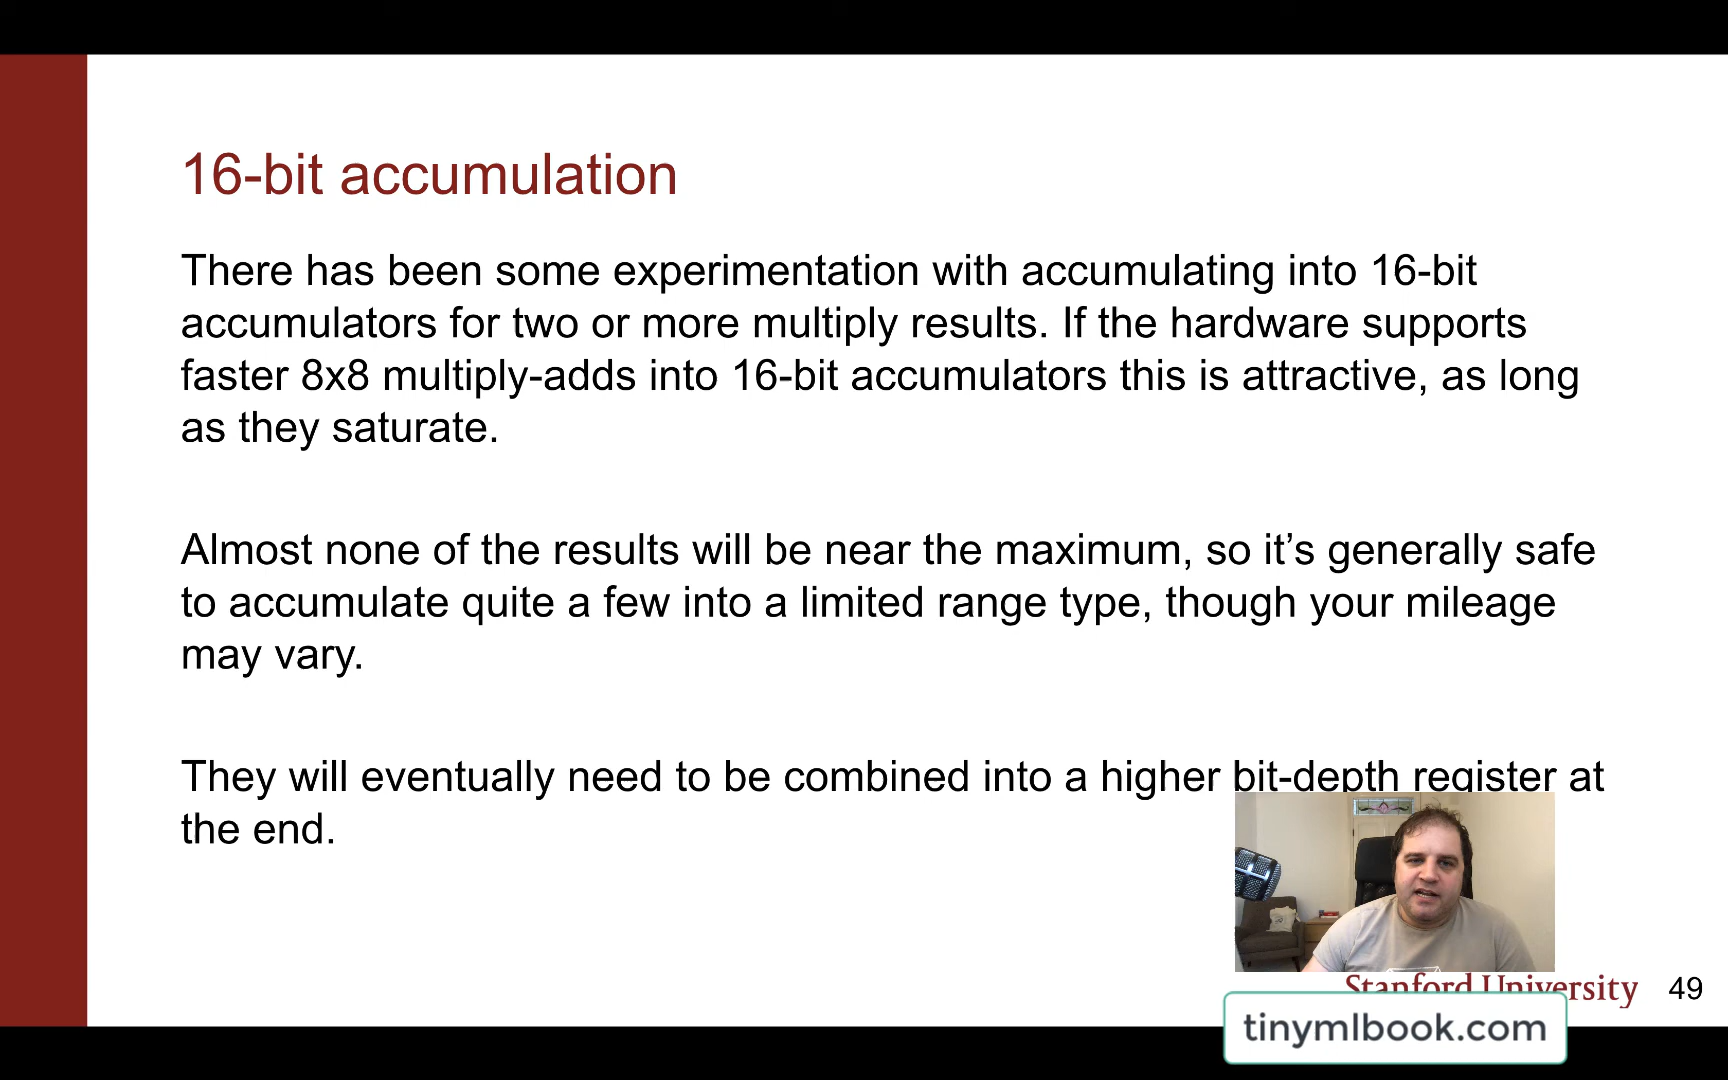 16-bit accumulation
There has been some experimentation with accumulating into 16-bit
accumulators for two or more multiply results. If the hardware supports
faster 8x8 multiply-adds into 16-bit accumulators this is attractive, as long
as they saturate.
Almost none of the results will be near the maximum, so it’s generally safe
to accumulate quite a few into a limited range type, though your mileage
may vary.
They will eventually need to be combined into a higher bit-depth register at
the end.
Stanford University 49
tinymlbook.com